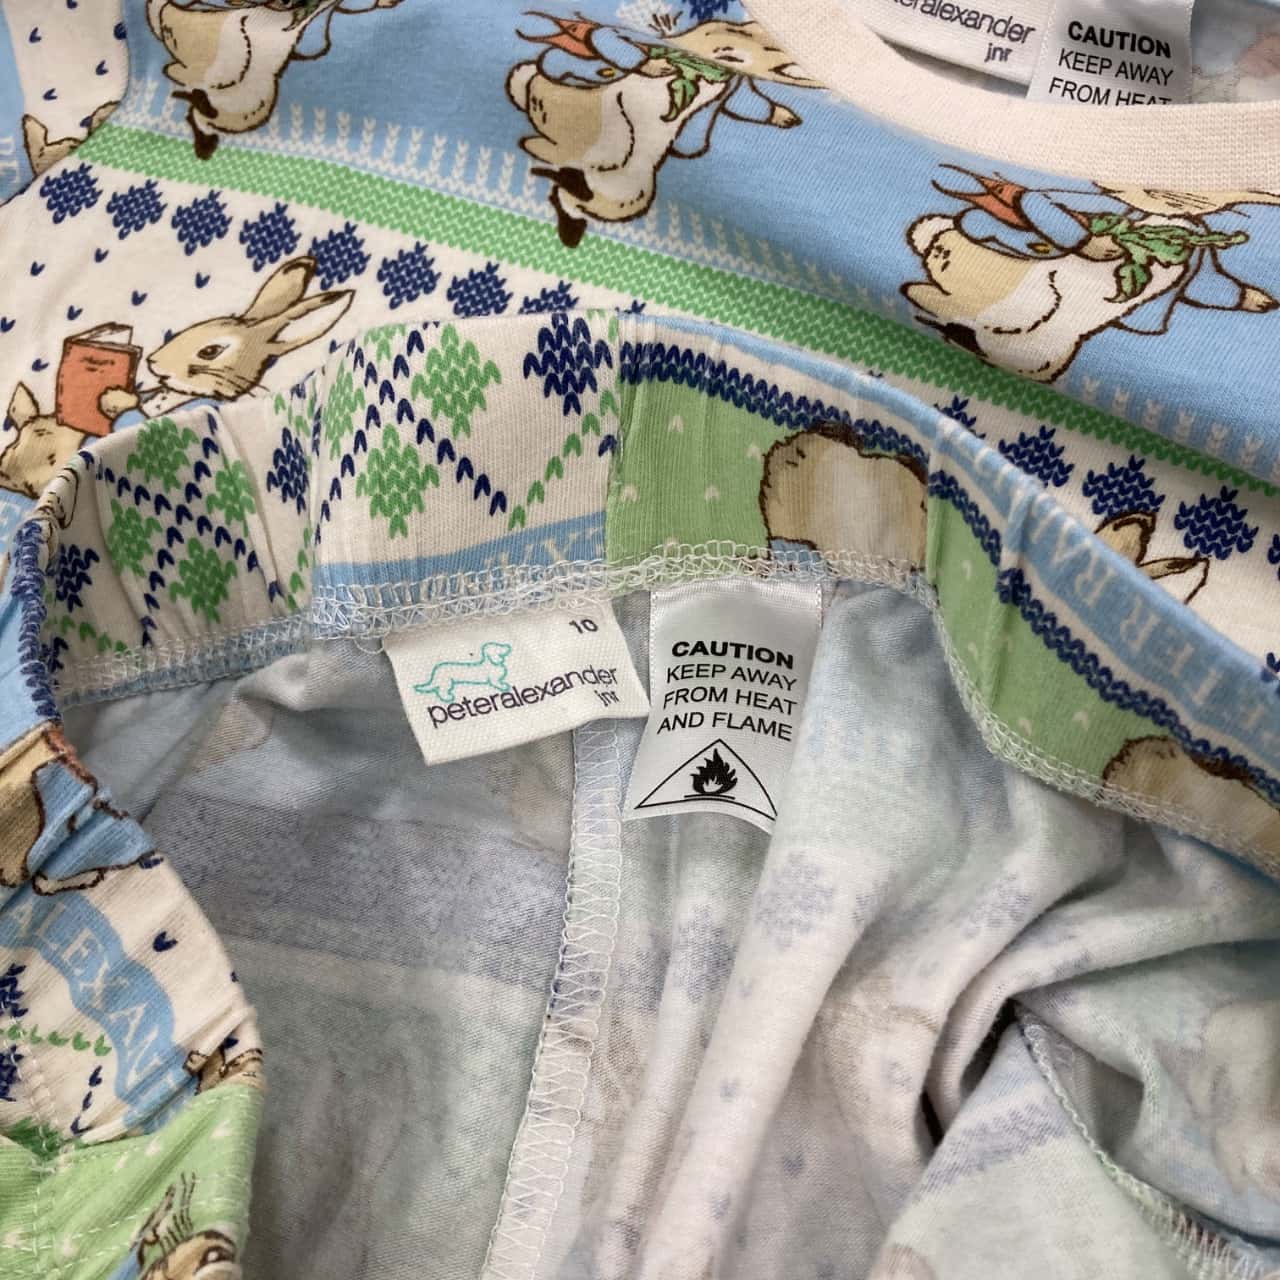 peteralexander
jnr
CAUTION
KEEP AWAY
FROM HEAT
10
peteralexander
jnr
CAUTION
KEEP AWAY
FROM HEAT
AND FLAME